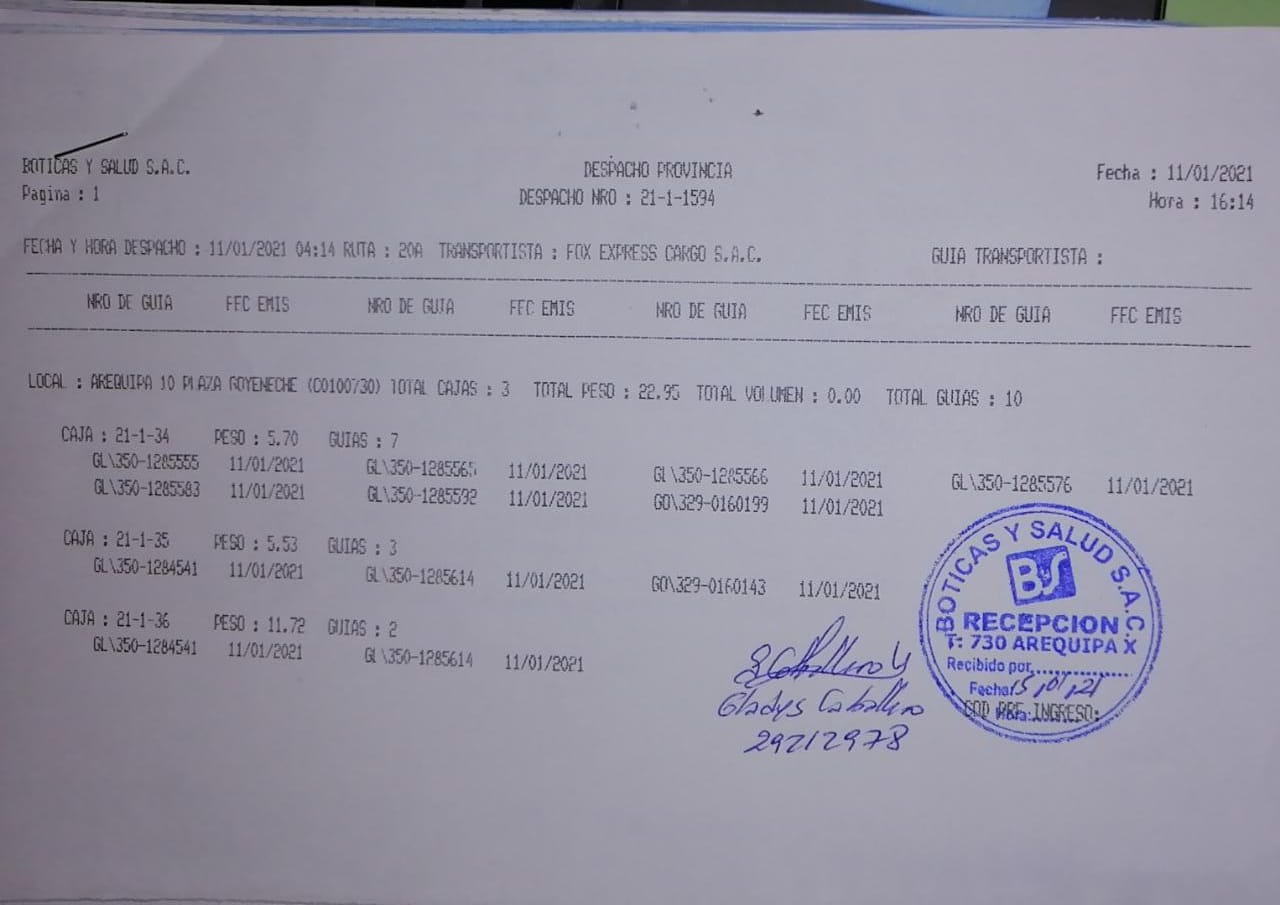 BOTICAS Y SALUD S.A.C. DESPACHO PROVINCIA Fecha : 11/01/2021
Pagina : 1 DESPACHO NRO : 21-1-1594 Hora : 16:14
FECHA Y HORA DESPACHO : 11/01/2021 04:14 RUTA : 20A TRANSPORTISTA : FOX EXPRESS CARGO S.A.C. GUIA TRANSPORTISTA :
NRO DE GUIA FEC EMIS NRO DE GUIA FEC EMIS NRO DE GUIA FEC EMIS NRO DE GUIA FEC EMIS
LOCAL : AREQUIPA 10 PLAZA GOYENECHE (C0100730) TOTAL CAJAS : 3 TOTAL PESO : 22.95 TOTAL VOLUMEN : 0.00 TOTAL GUIAS : 10
CAJA : 21-1-34 PESO : 5.70 GUIAS : 7
GL\350-1285555 11/01/2021 GL\350-1285565 11/01/2021 GL\350-1285566 11/01/2021 GL\350-1285576 11/01/2021
GL\350-1285583 11/01/2021 GL\350-1285592 11/01/2021 GO\329-0160199 11/01/2021
CAJA : 21-1-35 PESO : 5.53 GUIAS : 3
GL\350-1284541 11/01/2021 GL\350-1285614 11/01/2021 GO\329-0160143 11/01/2021
CAJA : 21-1-36 PESO : 11.72 GUIAS : 2
GL\350-1284541 11/01/2021 GL\350-1285614 11/01/2021
Gladys Caballero
29212978
BOTICAS Y SALUD S.A.C.
BS
RECEPCION
T: 730 AREQUIPA X
Recibido por
Fecha 15/01/21
Hora:
COD PRE INGRESO: